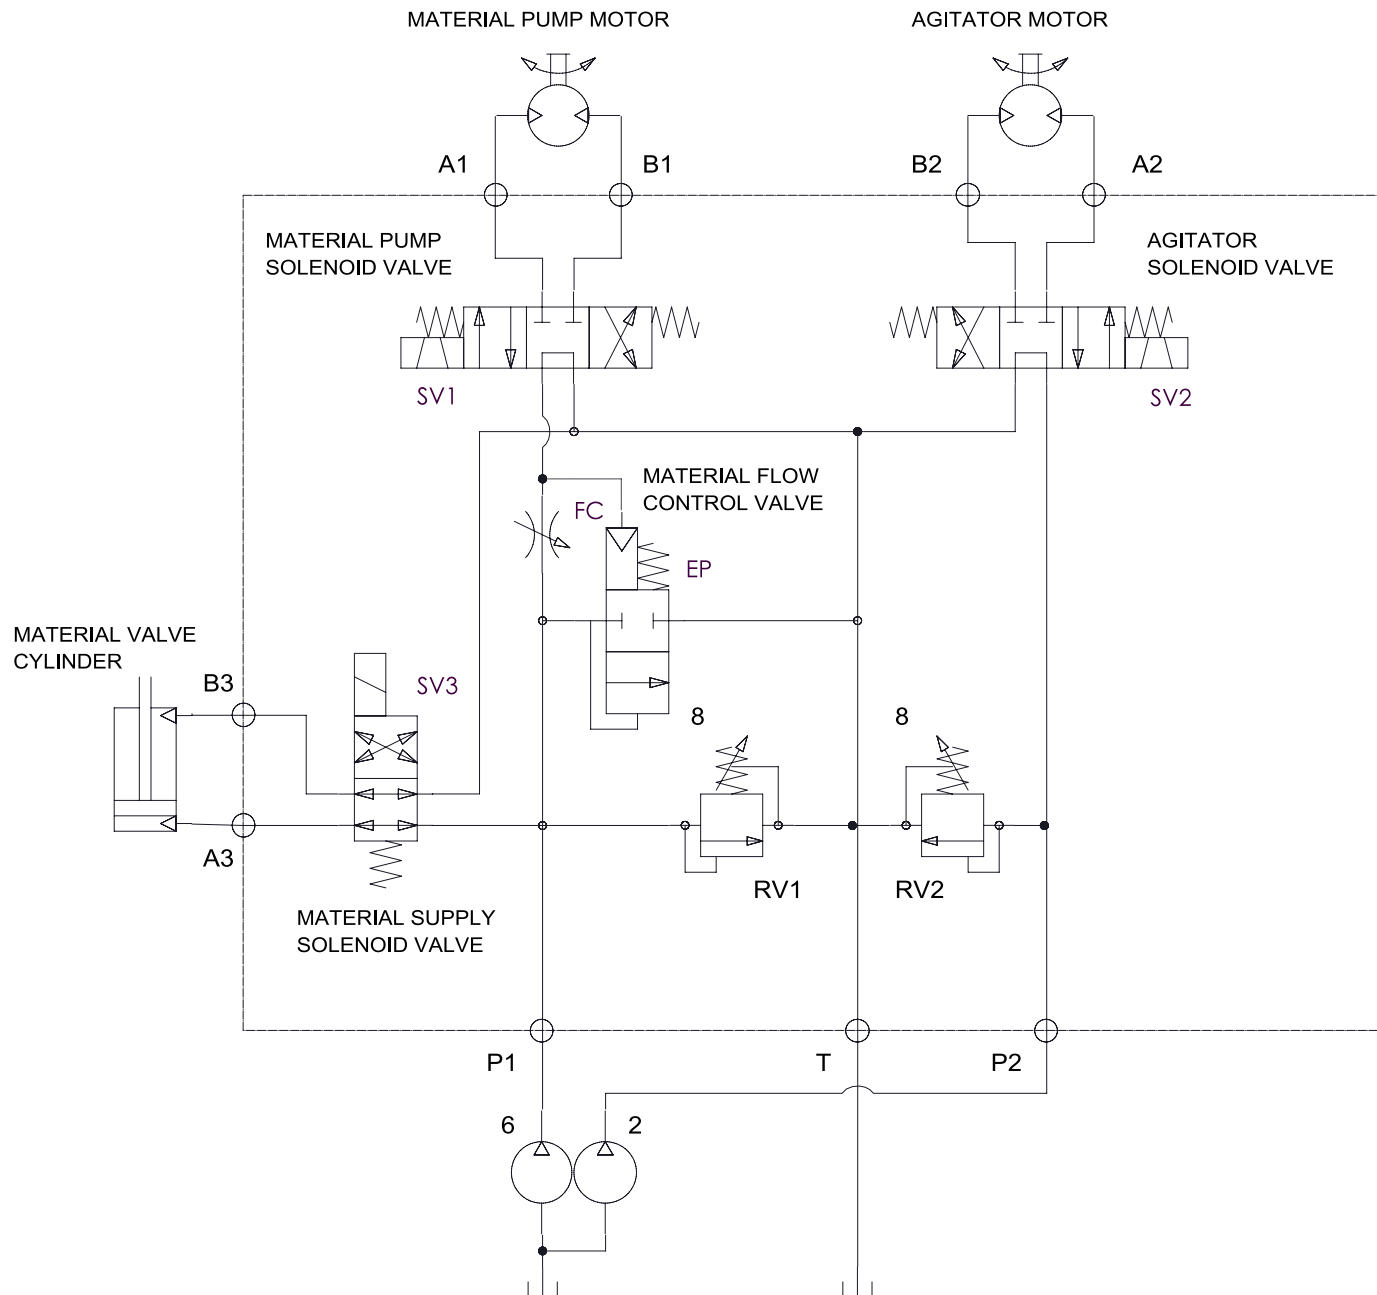 MATERIAL PUMP MOTOR
AGITATOR MOTOR
A1
B1
B2
A2
MATERIAL PUMP
SOLENOID VALVE
AGITATOR
SOLENOID VALVE
SV1
SV2
MATERIAL FLOW
CONTROL VALVE
FC
EP
MATERIAL VALVE
CYLINDER
B3
SV3
8
8
A3
RV1
RV2
MATERIAL SUPPLY
SOLENOID VALVE
P1
T
P2
6
2